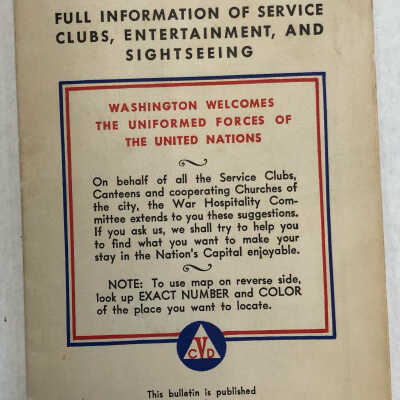 FULL INFORMATION OF SERVICE
CLUBS, ENTERTAINMENT, AND
SIGHTSEEING
WASHINGTON WELCOMES
THE UNIFORMED FORCES OF
THE UNITED NATIONS
On behalf of all the Service Clubs,
Canteens and cooperating Churches of
the city, the War Hospitality Com-
mittee extends to you these suggestions.
If you ask us, we shall try to help you
to find what you want to make your
stay in the Nation's Capital enjoyable.
NOTE: To use map on reverse side,
look up EXACT NUMBER and COLOR
of the place you want to locate.
CVD
This bulletin is published